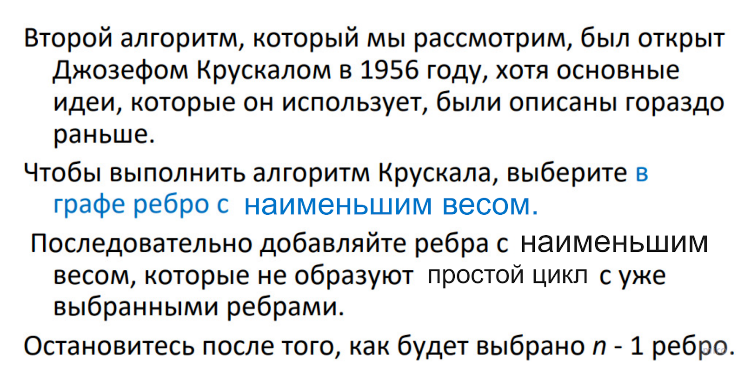 Второй алгоритм, который мы рассмотрим, был открыт
Джозефом Крускалом в 1956 году, хотя основные
идеи, которые он использует, были описаны гораздо
раньше.
Чтобы выполнить алгоритм Крускала, выберите в
графе ребро с наименьшим весом.
Последовательно добавляйте ребра с наименьшим
весом, которые не образуют простой цикл с уже
выбранными ребрами.
Остановитесь после того, как будет выбрано n - 1 ребро.